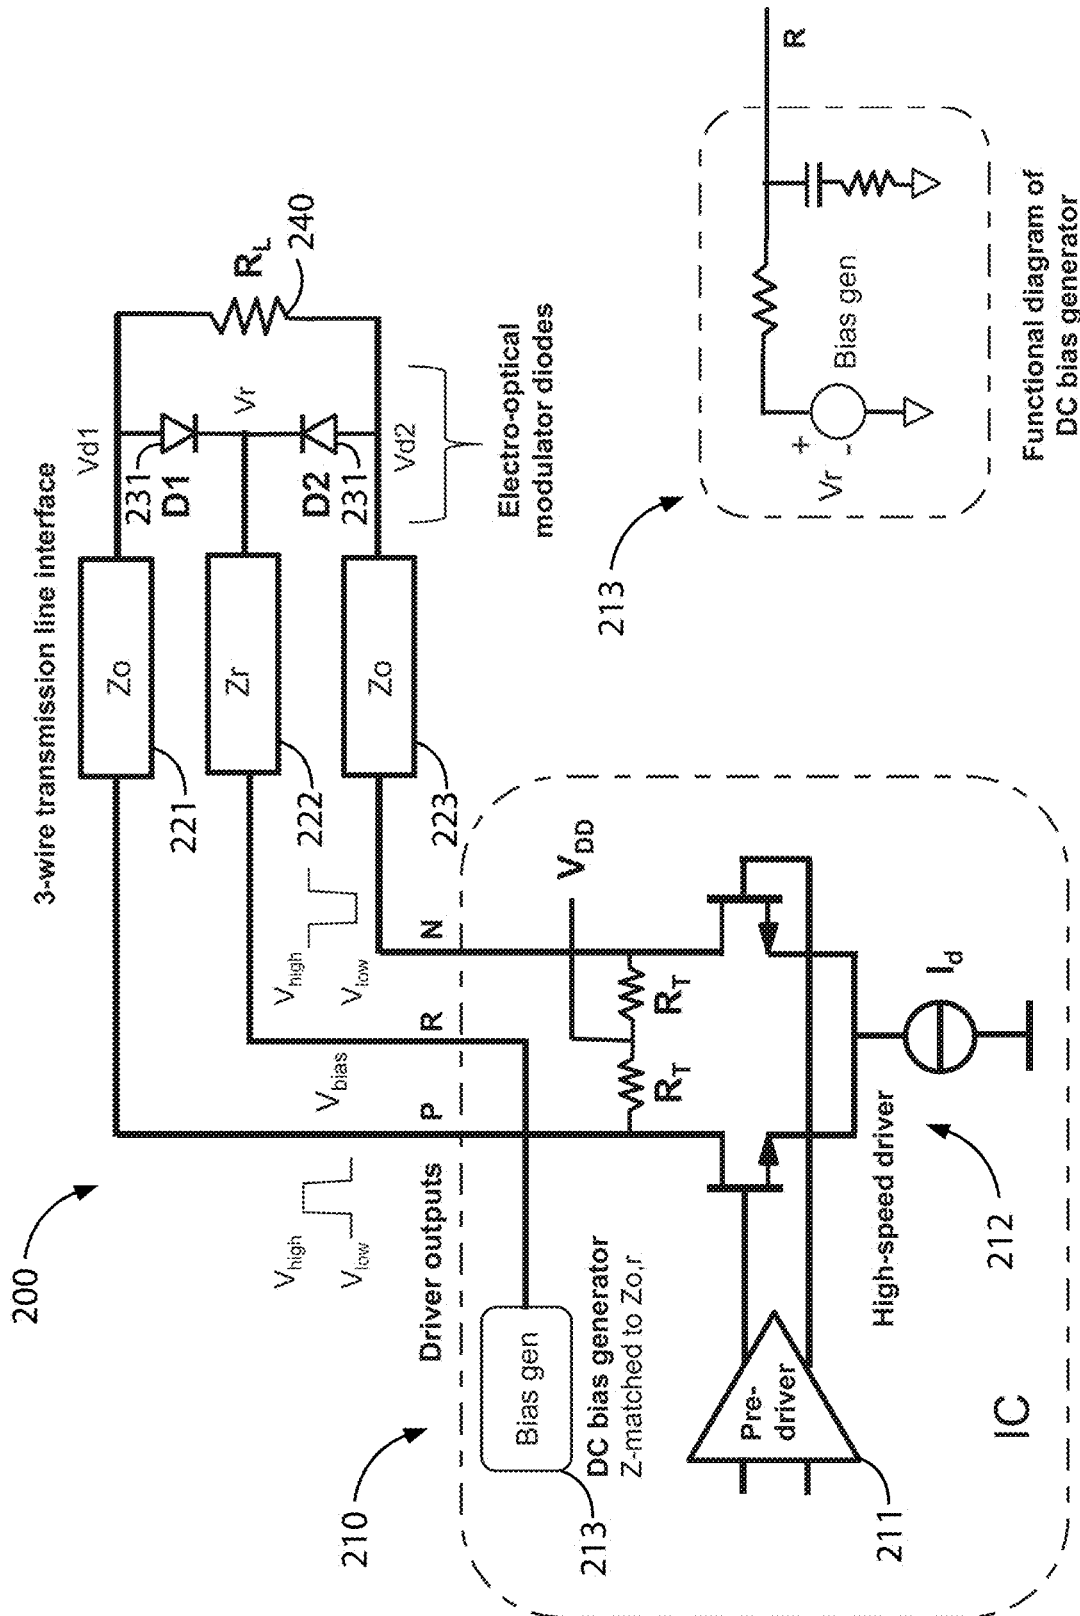 200
3-wire transmission line interface
Zo
221
Zr
222
Zo
223
Vd1
231
D1
Vr
D2
231
Vd2
RL
240
Electro-optical
modulator diodes
Vhigh
Vlow
Vbias
Vhigh
Vlow
210
Driver outputs
P
R
N
Bias gen
213
DC bias generator
Z-matched to Zo,r
RT
RT
VDD
Pre-
driver
211
High-speed driver
212
Id
IC
213
Vr
+
-
Bias gen
R
Functional diagram of
DC bias generator